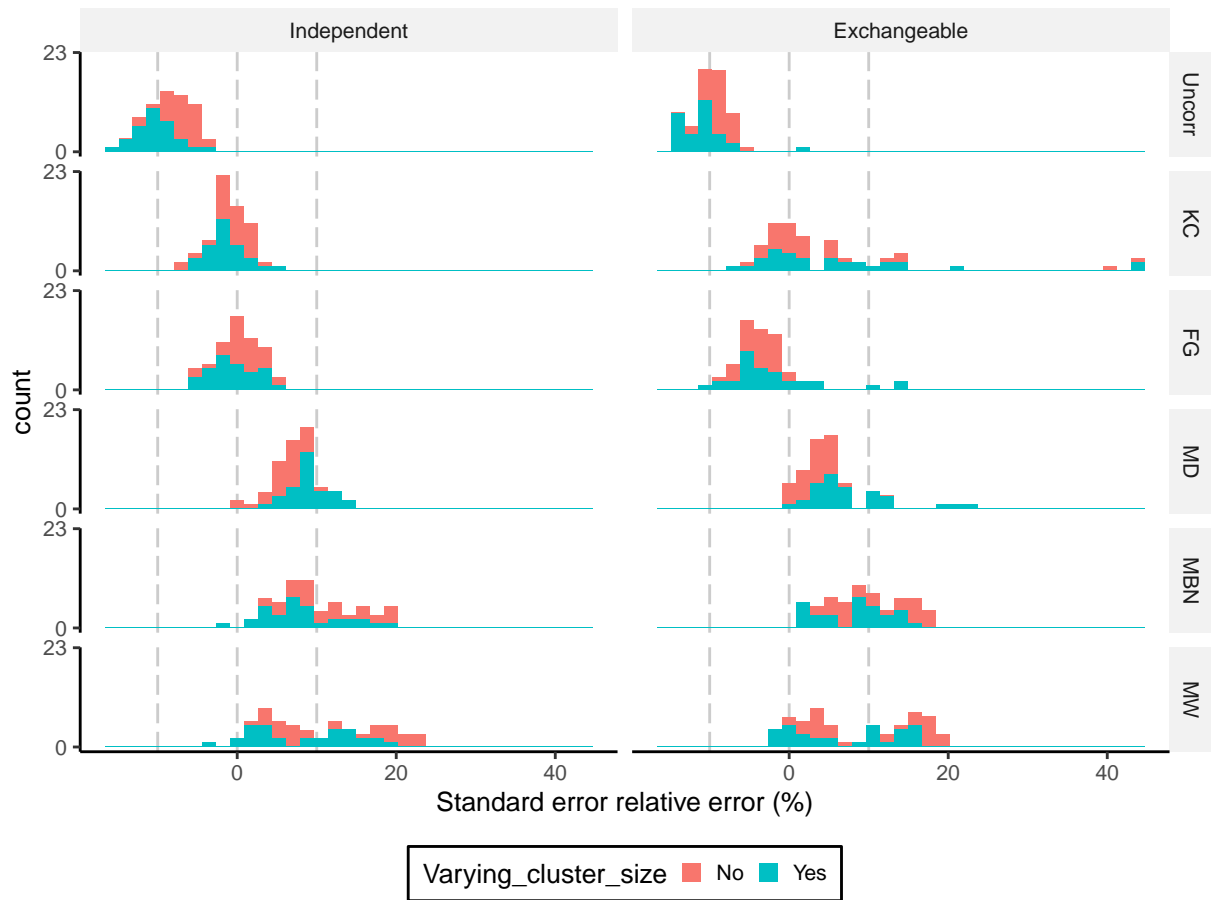 Independent
Exchangeable
23
0
Uncorr
23
0
KC
23
0
FG
23
0
MD
23
0
MBN
23
0
MW
count
0
20
40
0
20
40
Standard error relative error (%)
Varying_cluster_size No Yes